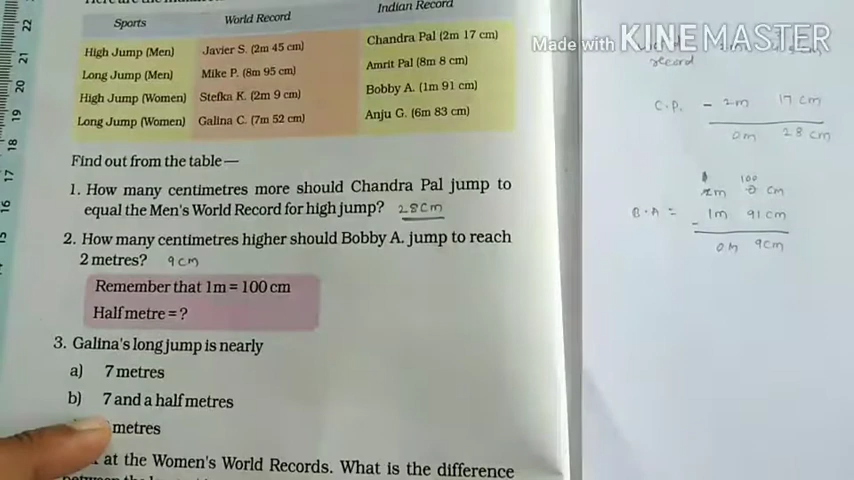 Sports World Record Indian Record
High Jump (Men) Javier S. (2m 45 cm) Chandra Pal (2m 17 cm)
Long Jump (Men) Mike P. (8m 95 cm) Amrit Pal (8m 8 cm)
High Jump (Women) Stefka K. (2m 9 cm) Bobby A. (1m 91 cm)
Long Jump (Women) Galina C. (7m 52 cm) Anju G. (6m 83 cm)
Find out from the table—
1. How many centimetres more should Chandra Pal jump to
equal the Men's World Record for high jump? 28cm
2. How many centimetres higher should Bobby A. jump to reach
2 metres? 9cm
Remember that 1m = 100 cm
Half metre = ?
3. Galina's long jump is nearly
a) 7 metres
b) 7 and a half metres
metres
at the Women's World Records. What is the difference
Made with KINEMASTER
record
C.P. - 2m 17 cm
0m 28 cm
100
2m 0 cm
B.A = - 1m 91 cm
0m 9cm